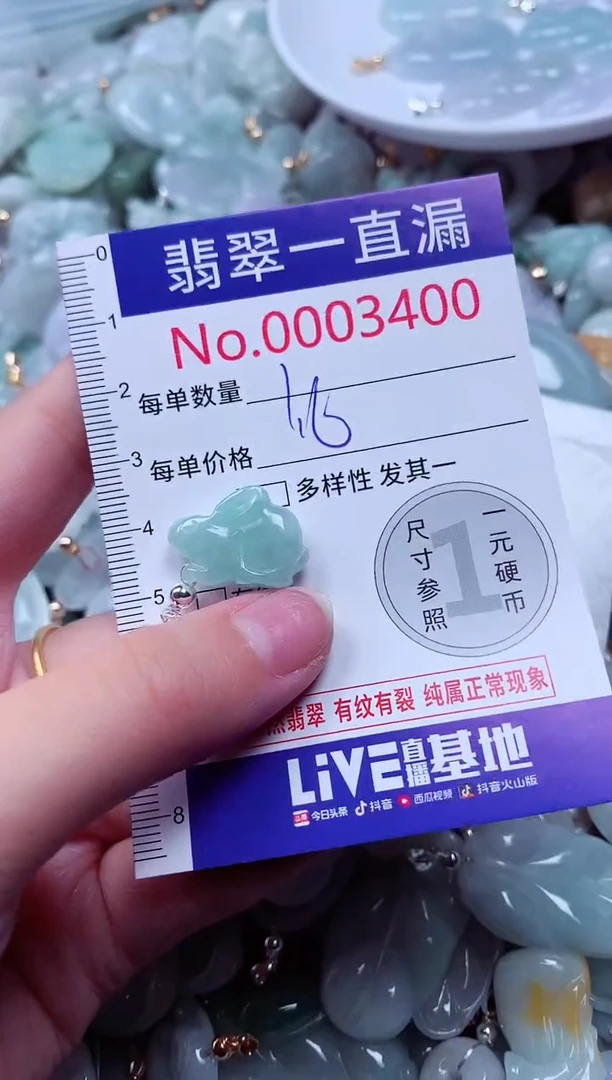 0
翡翠一直漏
1
No.0003400
2
每单数量
3
每单价格
多样性 发其一
4
尺寸参照
1
一元硬币
5
翡翠 有纹有裂 纯属正常现象
LiVE直播基地
8
今日头条 抖音 西瓜视频 抖音火山版